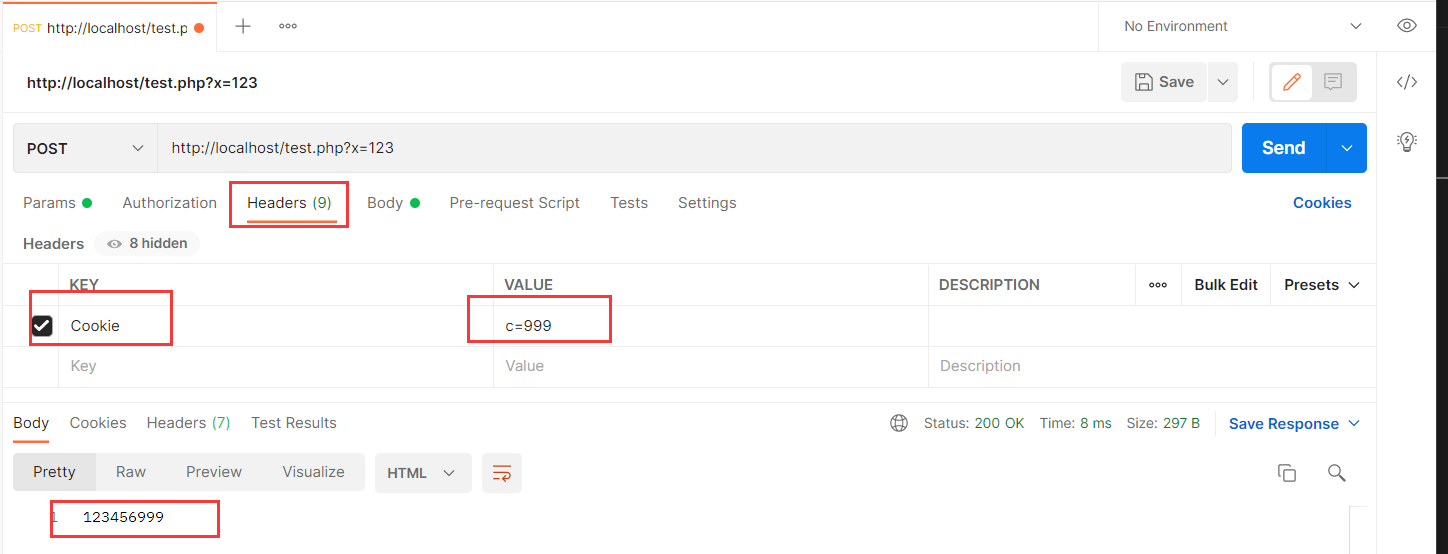 POST http://localhost/test.p No Environment
http://localhost/test.php?x=123 Save
POST http://localhost/test.php?x=123 Send
Params Authorization Headers (9) Body Pre-request Script Tests Settings Cookies
Headers 8 hidden
KEY VALUE DESCRIPTION Bulk Edit Presets
Cookie c=999
Key Value Description
Body Cookies Headers (7) Test Results Status: 200 OK Time: 8 ms Size: 297 B Save Response
Pretty Raw Preview Visualize HTML
1 123456999